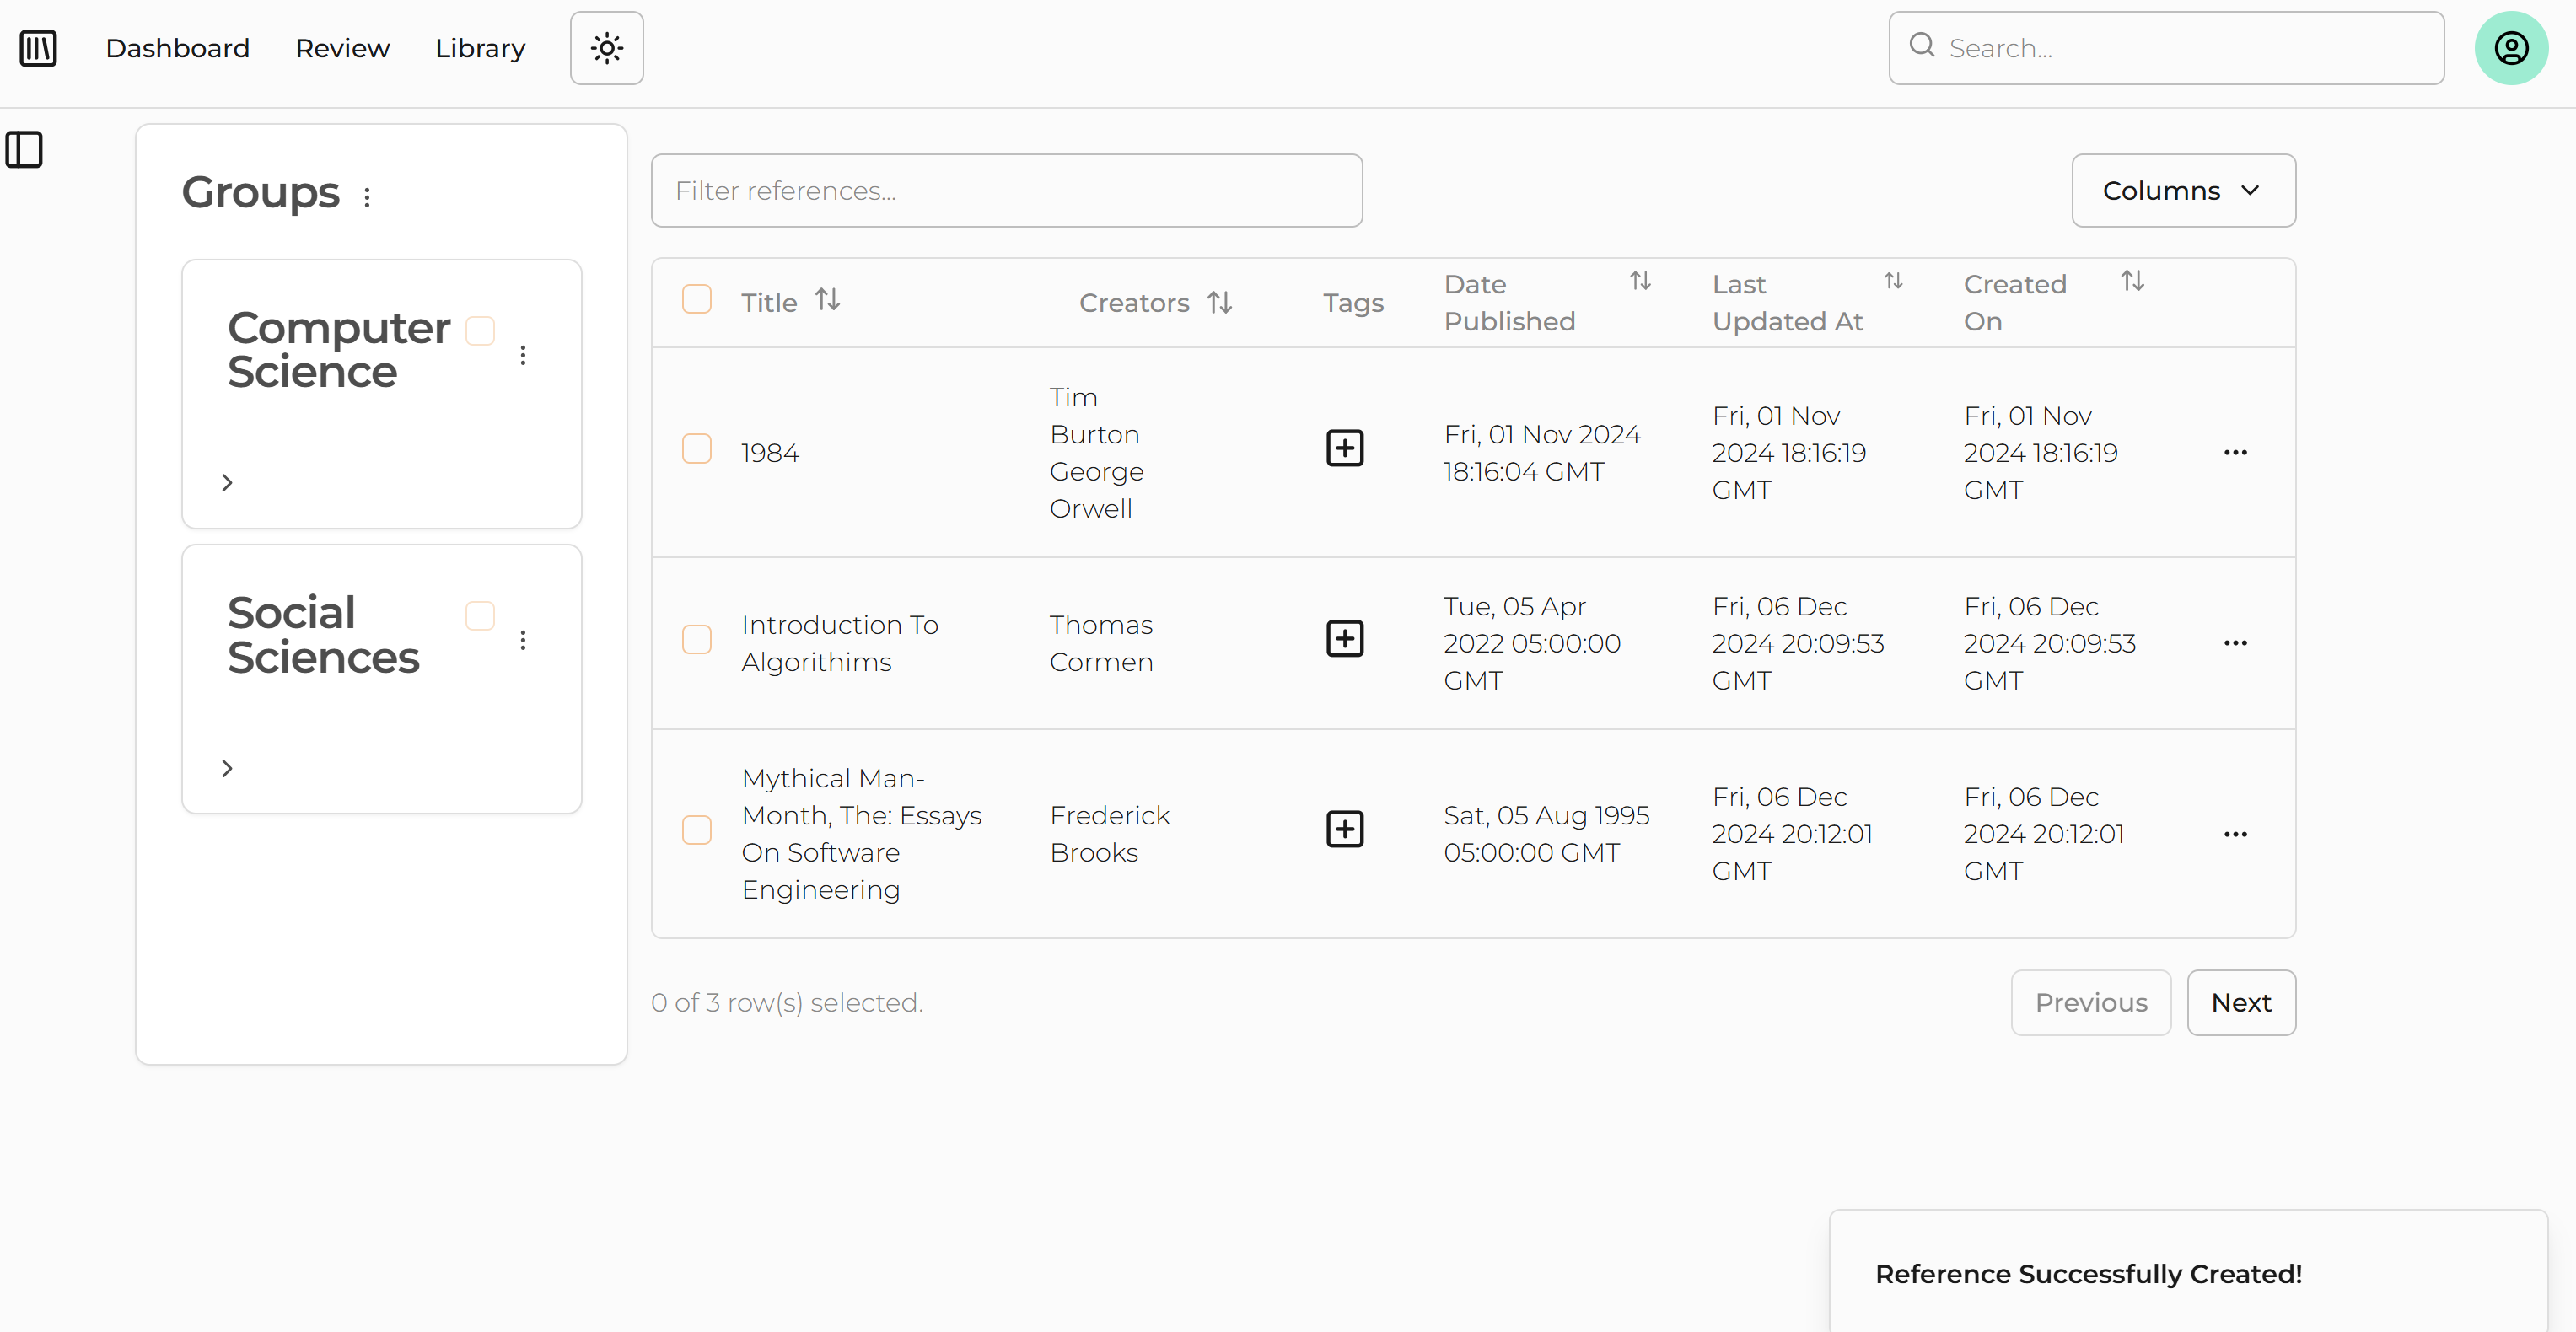 Dashboard Review Library Search...
Groups
Computer
Science
Social
Sciences
Filter references...
Columns
Title Creators Tags Date Published Last Updated At Created On
1984
Tim
Burton
George
Orwell
Fri, 01 Nov 2024
18:16:04 GMT
Fri, 01 Nov
2024 18:16:19
GMT
Fri, 01 Nov
2024 18:16:19
GMT
Introduction To
Algorithims
Thomas
Cormen
Tue, 05 Apr
2022 05:00:00
GMT
Fri, 06 Dec
2024 20:09:53
GMT
Fri, 06 Dec
2024 20:09:53
GMT
Mythical Man-
Month, The: Essays
On Software
Engineering
Frederick
Brooks
Sat, 05 Aug 1995
05:00:00 GMT
Fri, 06 Dec
2024 20:12:01
GMT
Fri, 06 Dec
2024 20:12:01
GMT
0 of 3 row(s) selected.
Previous Next
Reference Successfully Created!